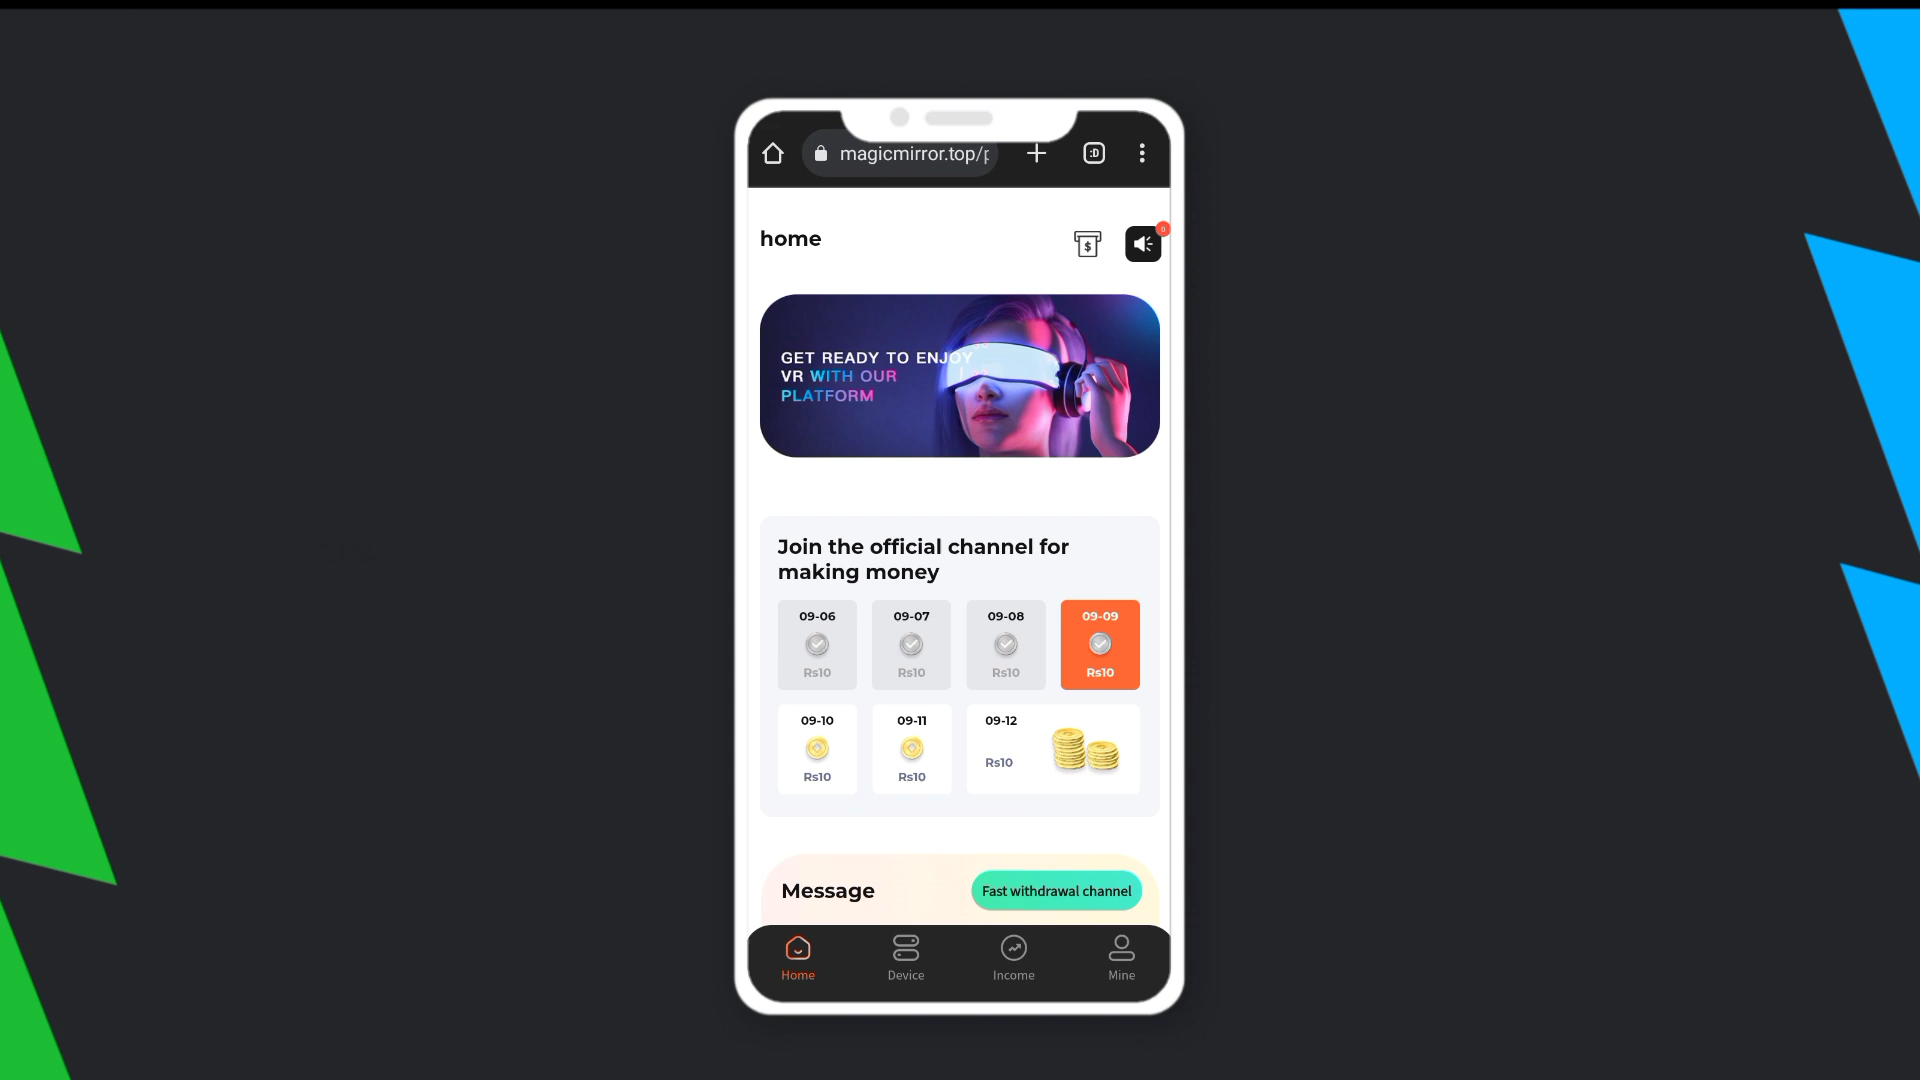 magicmirror.top/p
:D
home
$
0
GET READY TO ENJOY
VR WITH OUR
PLATFORM
Join the official channel for
making money
09-06
09-07
09-08
09-09
Rs10
Rs10
Rs10
Rs10
09-10
09-11
09-12
Rs10
Rs10
Rs10
Message
Fast withdrawal channel
Home
Device
Income
Mine